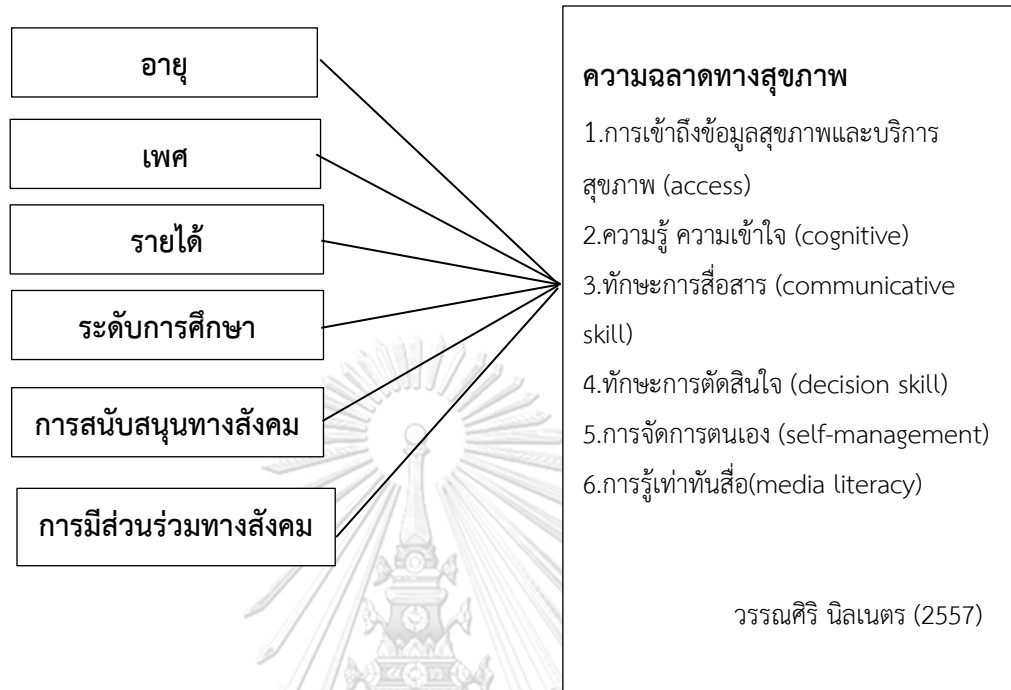 อายุ
เพศ
รายได้
ระดับการศึกษา
การสนับสนุนทางสังคม
การมีส่วนร่วมทางสังคม
ความฉลาดทางสุขภาพ
1.การเข้าถึงข้อมูลสุขภาพและบริการ
สุขภาพ (access)
2.ความรู้ ความเข้าใจ (cognitive)
3.ทักษะการสื่อสาร (communicative
skill)
4.ทักษะการตัดสินใจ (decision skill)
5.การจัดการตนเอง (self-management)
6.การรู้เท่าทันสื่อ(media literacy)
วรรณศิริ นิลเนตร (2557)